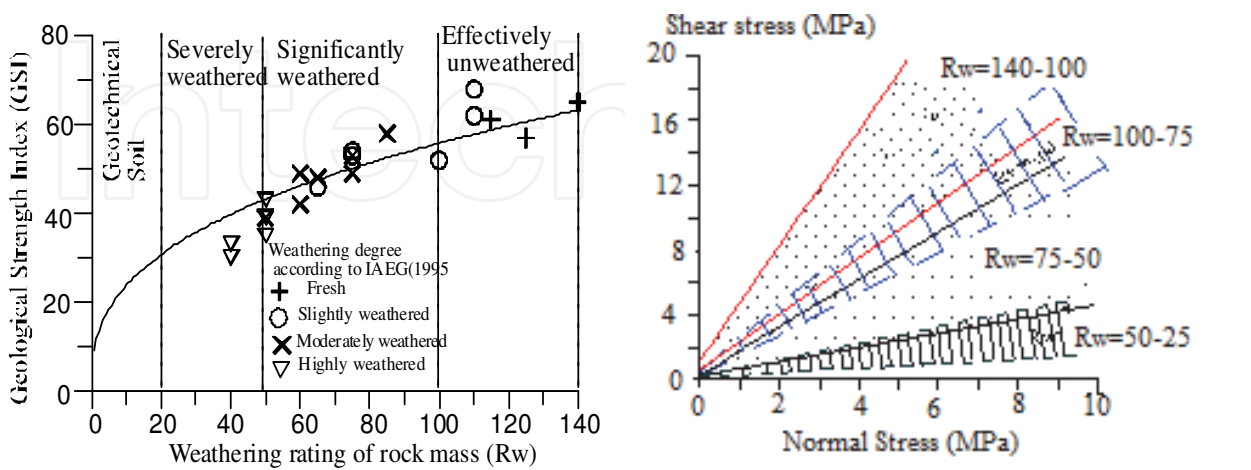 Geological Strength Index (GSI)
80
60
40
20
0
Geotechnical
Soil
Severely
weathered
Significantly
weathered
Effectively
unweathered
Weathering degree
according to IAEG(1995
Fresh
Slightly weathered
Moderately weathered
Highly weathered
0 20 40 60 80 100 120 140
Weathering rating of rock mass (Rw)
Shear stress (MPa)
20
16
12
8
4
0
Rw=140-100
Rw=100-75
Rw=75-50
Rw=50-25
0 2 4 6 8 10
Normal Stress (MPa)